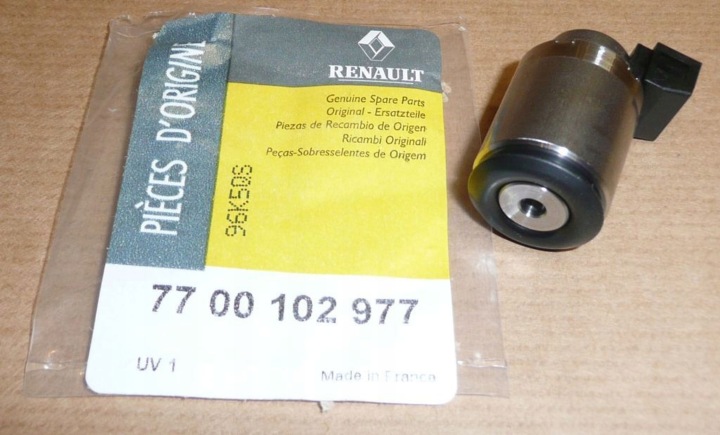 RENAULT
Genuine Spare Parts
Original - Ersatzteile
Piezas de Recambio de Origen
Ricambi Originali
Peças-Sobresselentes de Origem
PIÈCES D'ORIGINE
96K50S
77 00 102 977
UV 1
Made in France